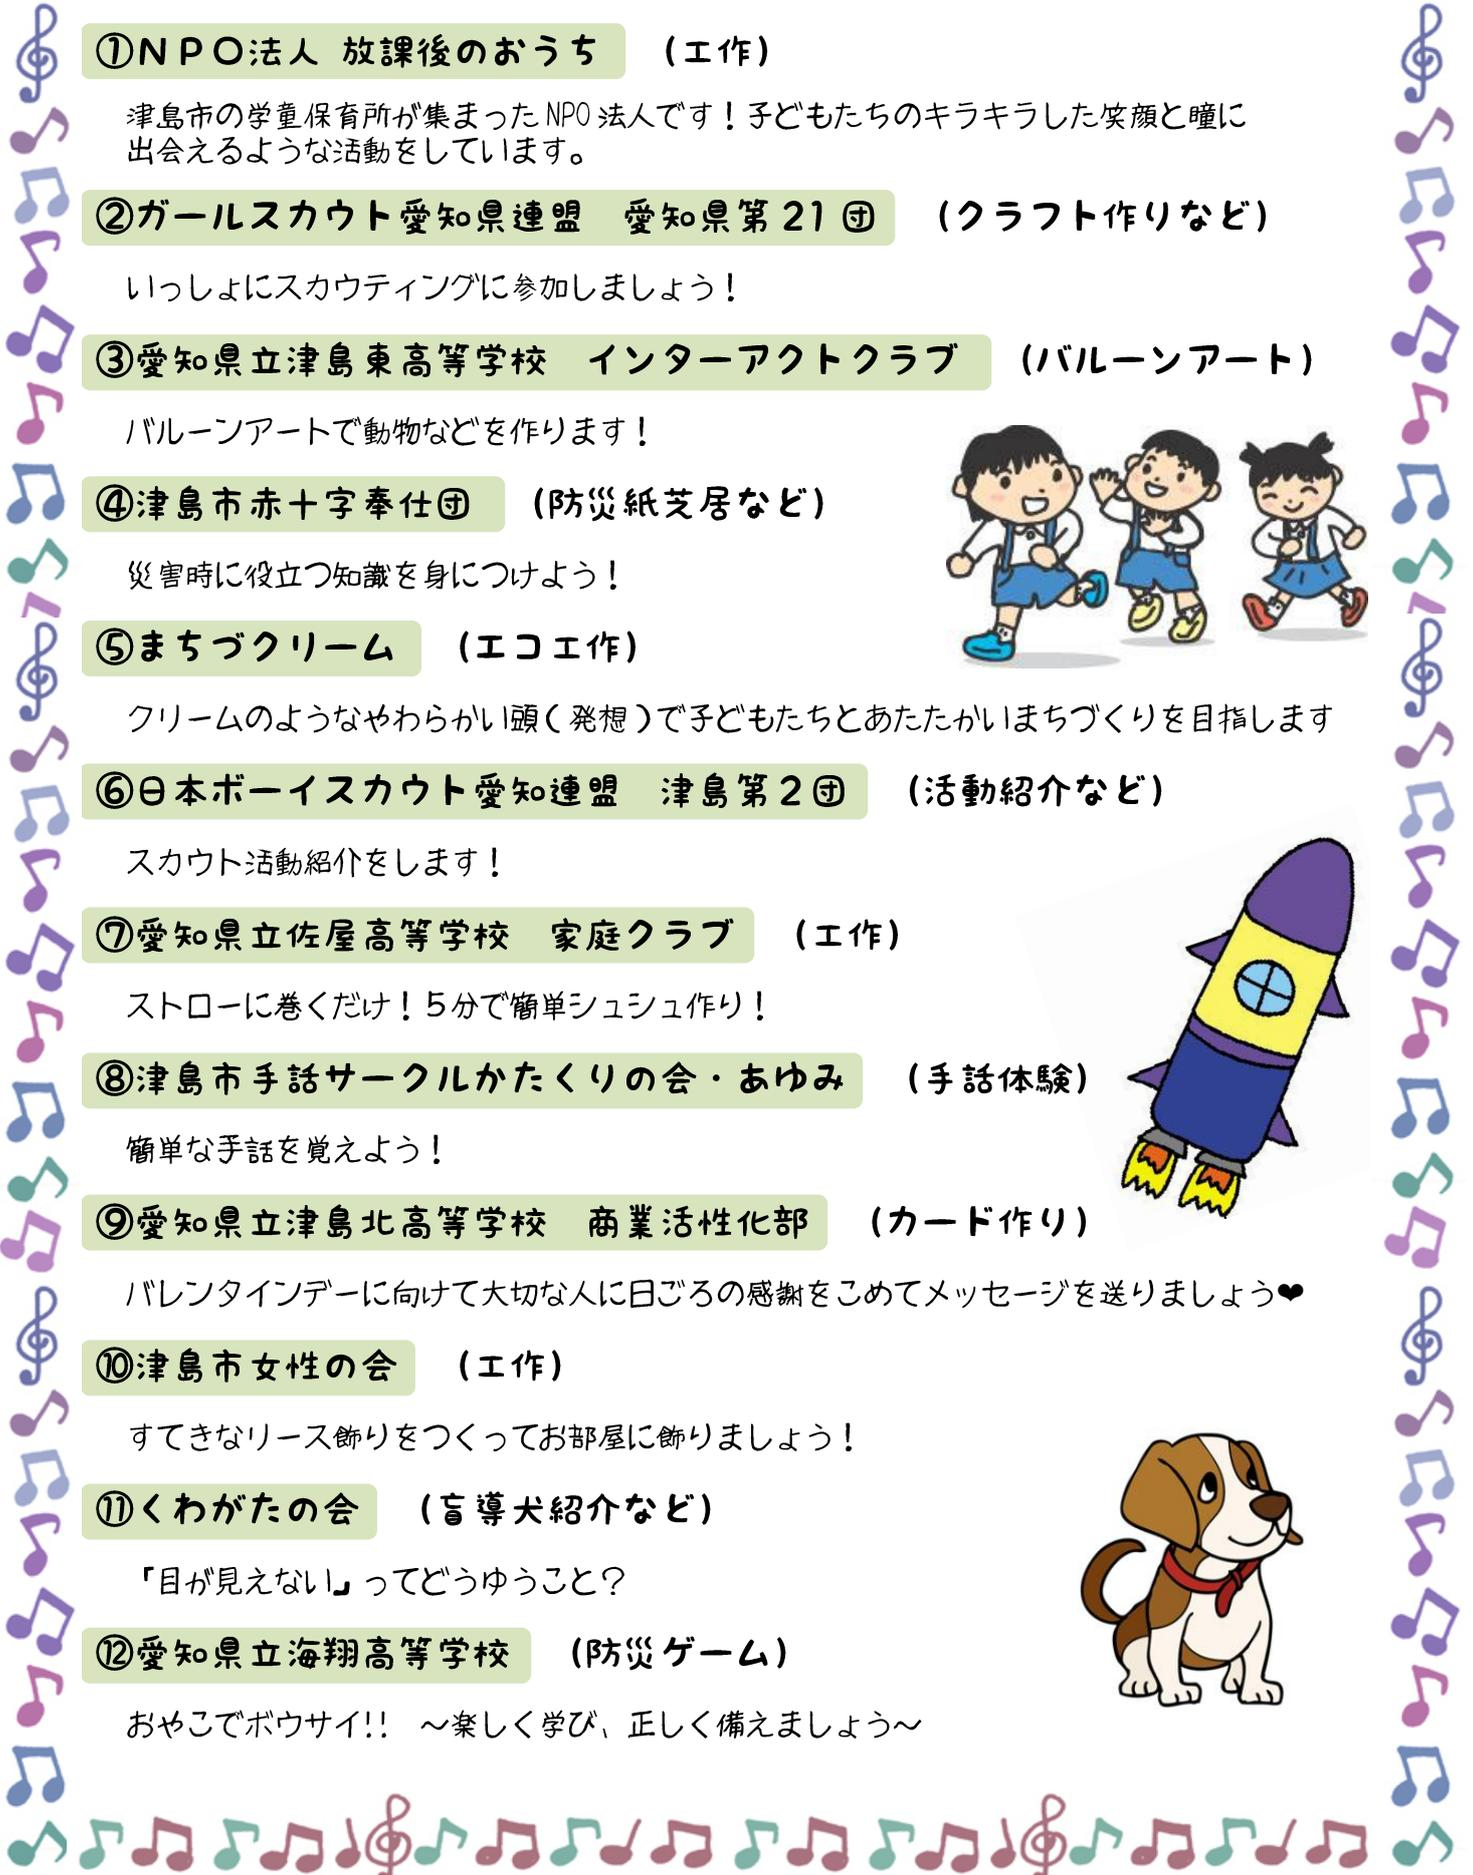 ①ＮＰＯ法人 放課後のおうち （工作）
津島市の学童保育所が集まったNPO法人です！子どもたちのキラキラした笑顔と瞳に
出会えるような活動をしています。
②ガールスカウト愛知県連盟　愛知県第21団 （クラフト作りなど）
いっしょにスカウティングに参加しましょう！
③愛知県立津島東高等学校　インターアクトクラブ （バルーンアート）
バルーンアートで動物などを作ります！
④津島市赤十字奉仕団 （防災紙芝居など）
災害時に役立つ知識を身につけよう！
⑤まちづクリーム （エコ工作）
クリームのようなやわらかい頭（発想）で子どもたちとあたたかいまちづくりを目指します
⑥日本ボーイスカウト愛知連盟　津島第２団 （活動紹介など）
スカウト活動紹介をします！
⑦愛知県立佐屋高等学校　家庭クラブ （工作）
ストローに巻くだけ！５分で簡単シュシュ作り！
⑧津島市手話サークルかたくりの会・あゆみ （手話体験）
簡単な手話を覚えよう！
⑨愛知県立津島北高等学校　商業活性化部 （カード作り）
バレンタインデーに向けて大切な人に日ごろの感謝をこめてメッセージを送りましょう❤
⑩津島市女性の会 （工作）
すてきなリース飾りをつくってお部屋に飾りましょう！
⑪くわがたの会 （盲導犬紹介など）
『目が見えない』ってどうゆうこと？
⑫愛知県立海翔高等学校 （防災ゲーム）
おやこでボウサイ!!　～楽しく学び、正しく備えましょう～